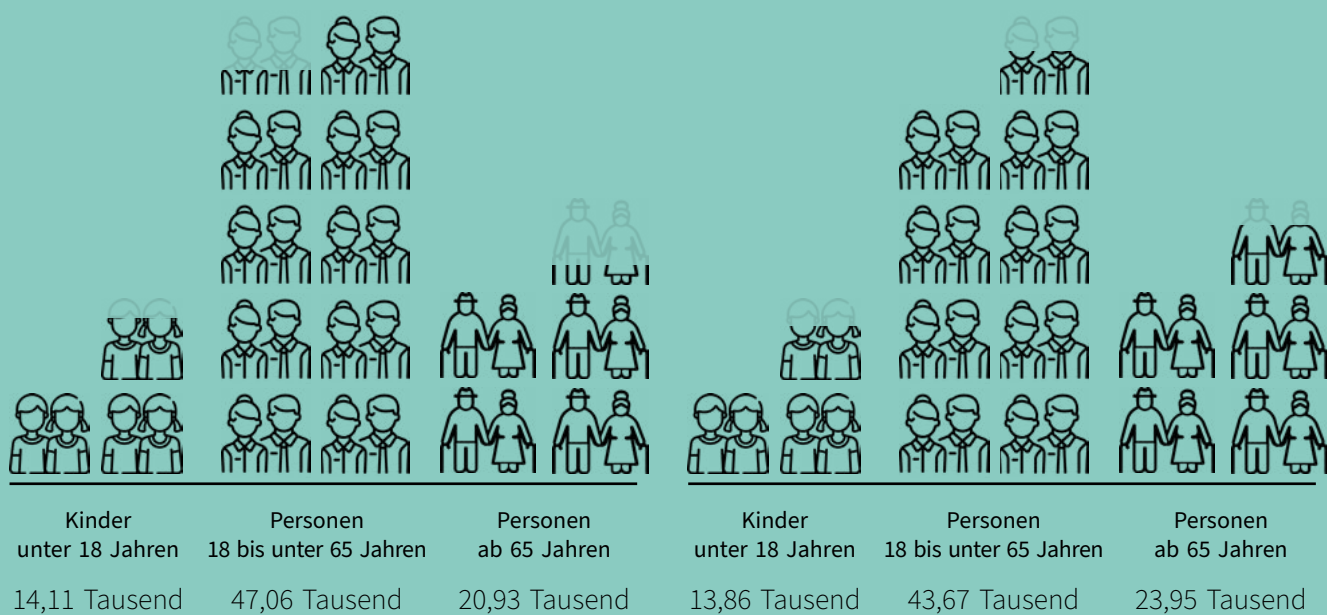 Kinder
unter 18 Jahren
Personen
18 bis unter 65 Jahren
Personen
ab 65 Jahren
Kinder
unter 18 Jahren
Personen
18 bis unter 65 Jahren
Personen
ab 65 Jahren
14,11 Tausend
47,06 Tausend
20,93 Tausend
13,86 Tausend
43,67 Tausend
23,95 Tausend